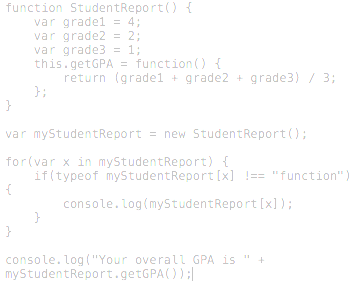 function StudentReport() {
    var grade1 = 4;
    var grade2 = 2;
    var grade3 = 1;
    this.getGPA = function() {
        return (grade1 + grade2 + grade3) / 3;
    };
}
var myStudentReport = new StudentReport();
for(var x in myStudentReport) {
    if(typeof myStudentReport[x] !== "function")
{
        console.log(myStudentReport[x]);
    }
}
console.log("Your overall GPA is " +
myStudentReport.getGPA());